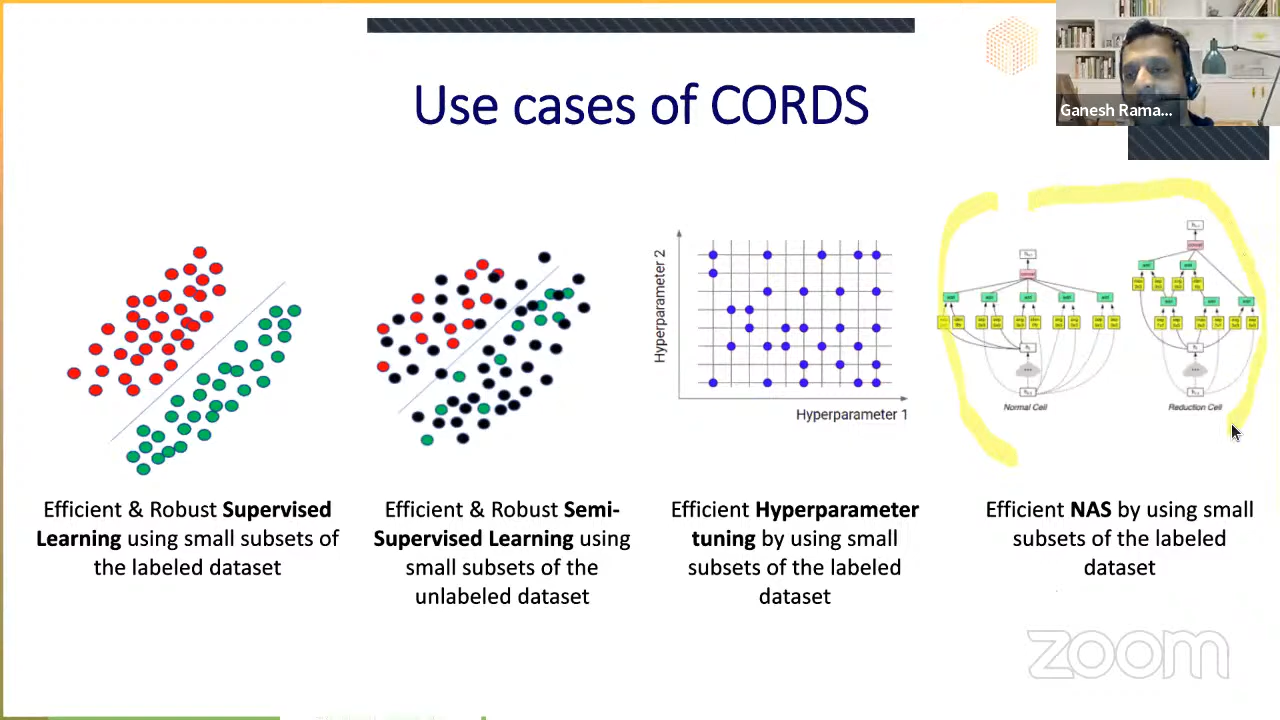 Use cases of CORDS
Ganesh Rama...
Hyperparameter 2
Hyperparameter 1
Normal Cell
Reduction Cell
Efficient & Robust Supervised
Learning using small subsets of
the labeled dataset
Efficient & Robust Semi-
Supervised Learning using
small subsets of the
unlabeled dataset
Efficient Hyperparameter
tuning by using small
subsets of the labeled
dataset
Efficient NAS by using small
subsets of the labeled
dataset
zoom